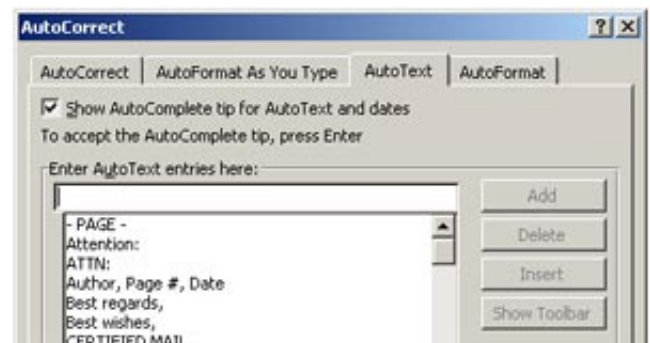 AutoCorrect
AutoCorrect AutoFormat As You Type AutoText AutoFormat
Show AutoComplete tip for AutoText and dates
To accept the AutoComplete tip, press Enter
Enter AutoText entries here:
Add
- PAGE -
Delete
Attention:
ATTN:
Insert
Author, Page #, Date
Best regards,
Show Toolbar
Best wishes,
CERTIFIED MAIL